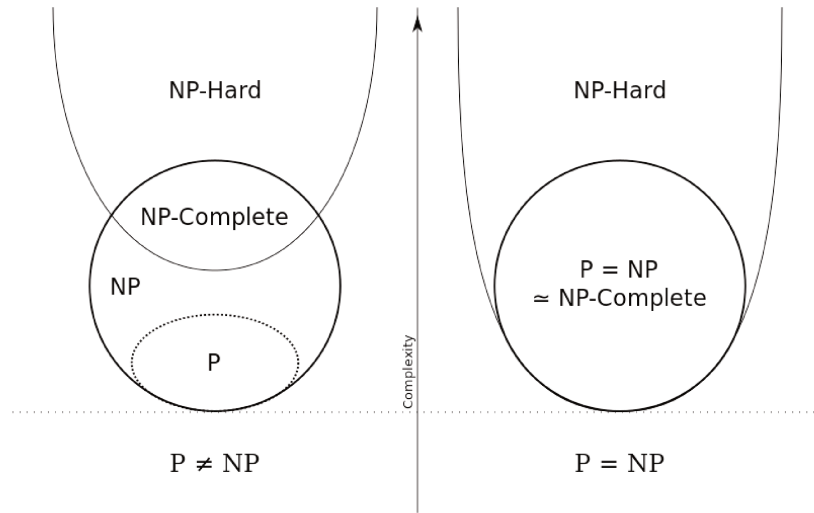 NP-Hard
NP-Complete
NP
P
P ≠ NP
Complexity
NP-Hard
P = NP
≃ NP-Complete
P = NP